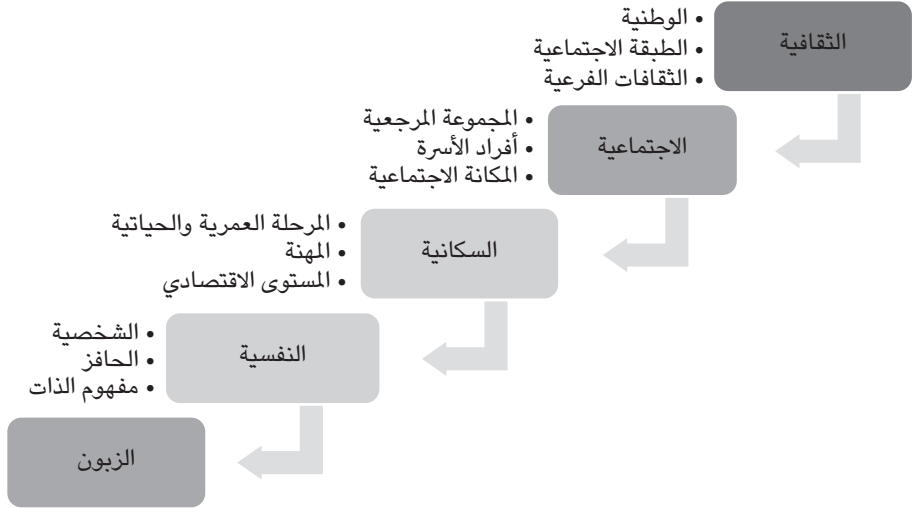 الثقافية
• الوطنية
• الطبقة الاجتماعية
• الثقافات الفرعية
الاجتماعية
• المجموعة المرجعية
• أفراد الأسرة
• المكانة الاجتماعية
السكانية
• المرحلة العمرية والحياتية
• المهنة
• المستوى الاقتصادي
النفسية
• الشخصية
• الحافز
• مفهوم الذات
الزبون